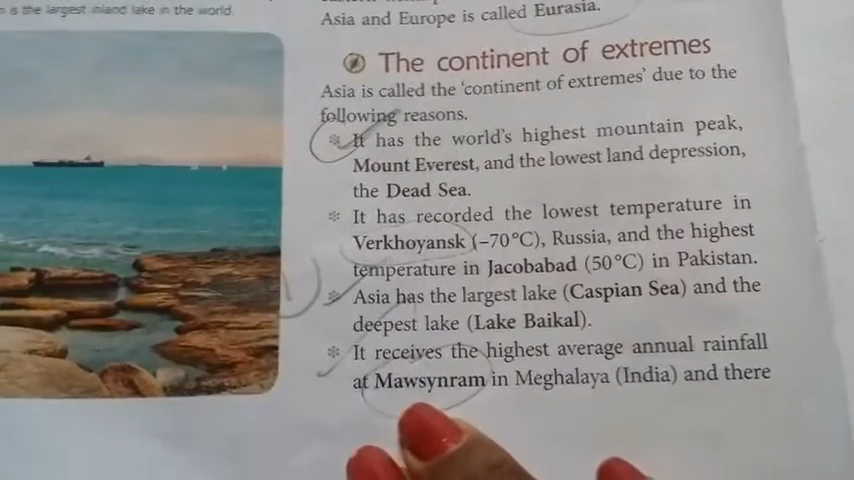 is the largest inland lake in the world.
Asia and Europe is called Eurasia.
The continent of extremes
Asia is called the ‘continent of extremes’ due to the
following reasons.
* It has the world's highest mountain peak,
Mount Everest, and the lowest land depression,
the Dead Sea.
* It has recorded the lowest temperature in
Verkhoyansk (–70°C), Russia, and the highest
temperature in Jacobabad (50°C) in Pakistan.
* Asia has the largest lake (Caspian Sea) and the
deepest lake (Lake Baikal).
* It receives the highest average annual rainfall
at Mawsynram in Meghalaya (India) and there